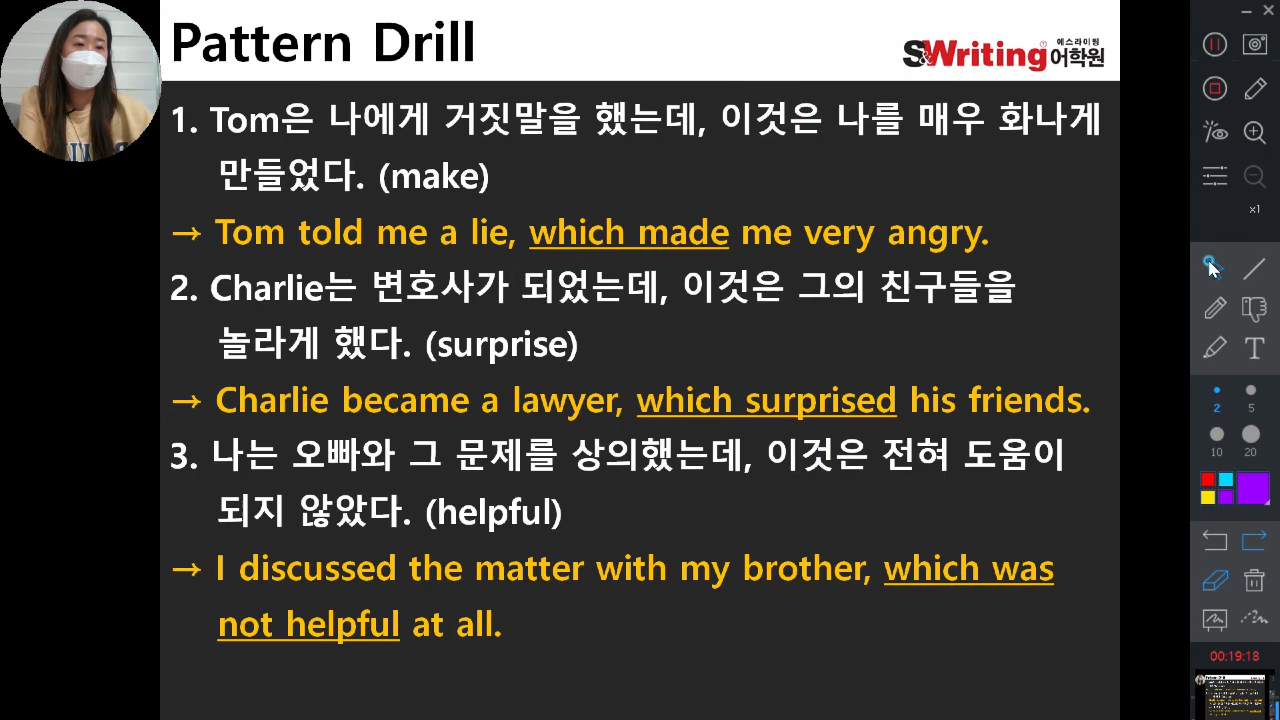 Pattern Drill
S&Writing 에스라이팅 어학원
1. Tom은 나에게 거짓말을 했는데, 이것은 나를 매우 화나게
만들었다. (make)
→ Tom told me a lie, which made me very angry.
2. Charlie는 변호사가 되었는데, 이것은 그의 친구들을
놀라게 했다. (surprise)
→ Charlie became a lawyer, which surprised his friends.
3. 나는 오빠와 그 문제를 상의했는데, 이것은 전혀 도움이
되지 않았다. (helpful)
→ I discussed the matter with my brother, which was
not helpful at all.
x1
T
2 5
10 20
00:19:18